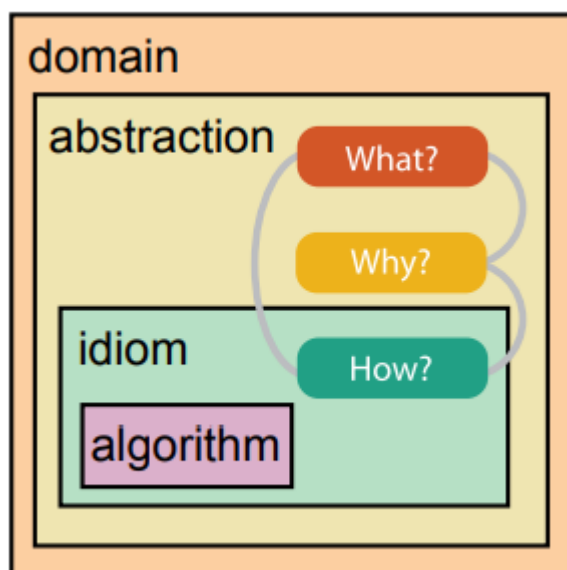 domain
abstraction
What?
Why?
idiom
How?
algorithm